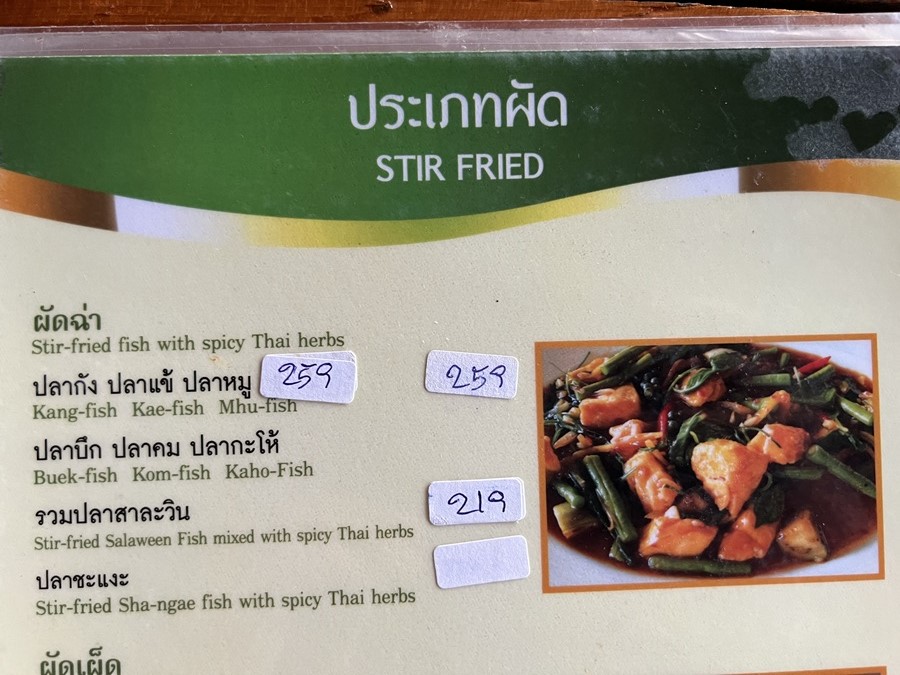 ประเภทผัด
STIR FRIED
ผัดฉ่า
Stir-fried fish with spicy Thai herbs
ปลากัง ปลาแข้ ปลาหมู 259 259
Kang-fish Kae-fish Mhu-fish
ปลาบึก ปลาคม ปลากะโห้
Buek-fish Kom-fish Kaho-Fish
รวมปลาสาละวิน 219
Stir-fried Salaween Fish mixed with spicy Thai herbs
ปลาชะแงะ
Stir-fried Sha-ngae fish with spicy Thai herbs
ผัดเผ็ด